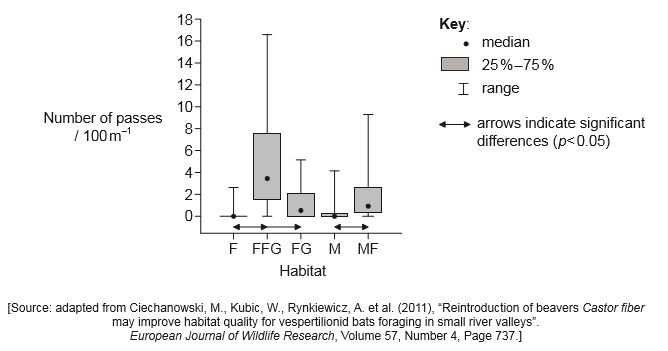 18
16
14
12
10
8
6
4
2
0
Number of passes
/ 100 m⁻¹
F FFG FG M MF
Habitat
Key:
median
25 %–75 %
range
arrows indicate significant
differences (p<0.05)
[Source: adapted from Ciechanowski, M., Kubic, W., Rynkiewicz, A. et al. (2011), “Reintroduction of beavers Castor fiber
may improve habitat quality for vespertilionid bats foraging in small river valleys”.
European Journal of Wildlife Research, Volume 57, Number 4, Page 737.]